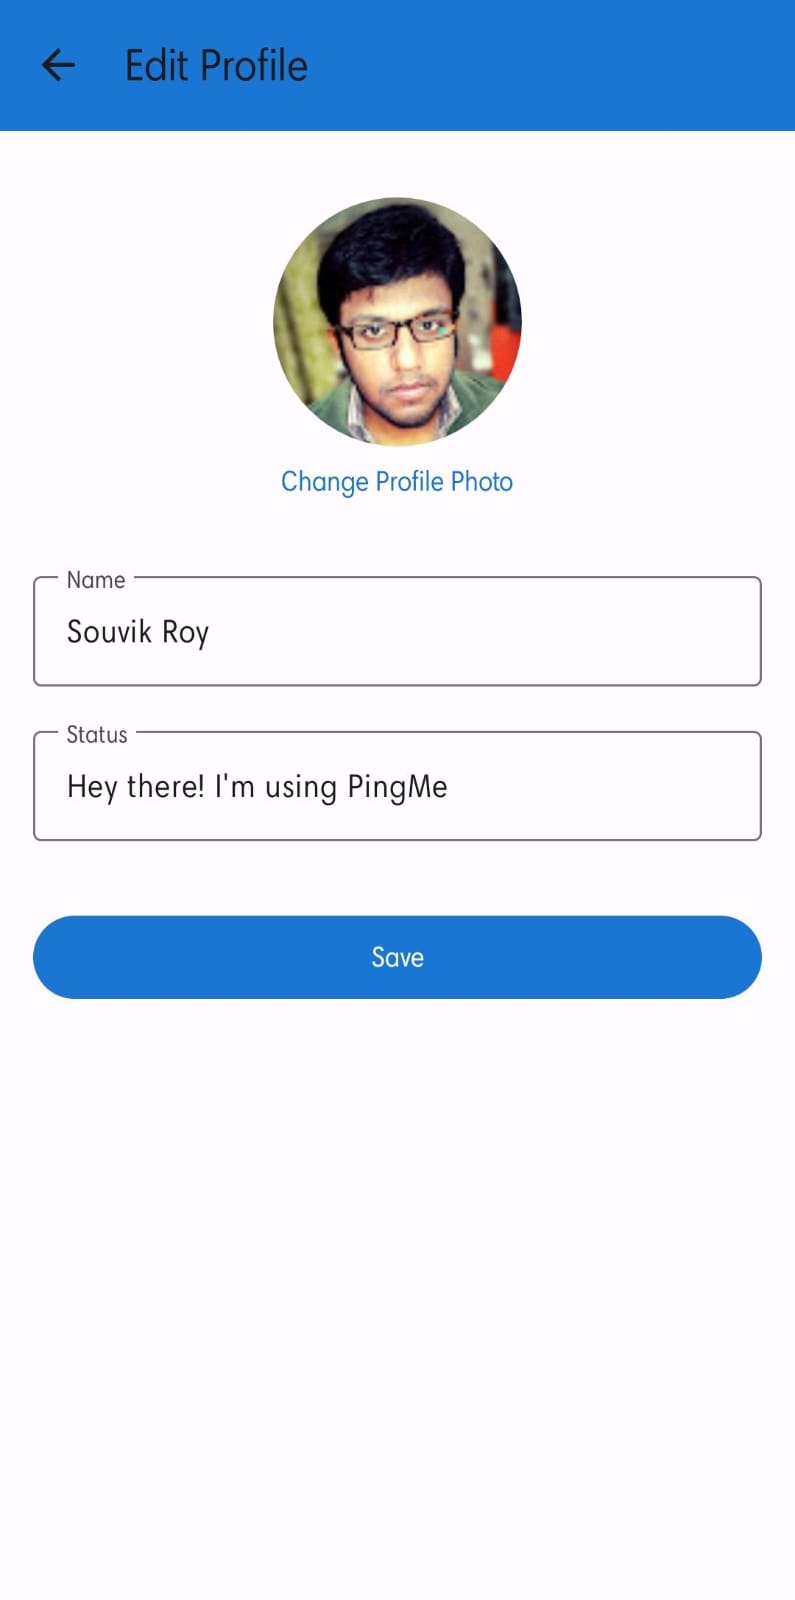 Edit Profile
Change Profile Photo
Name
Souvik Roy
Status
Hey there! I'm using PingMe
Save